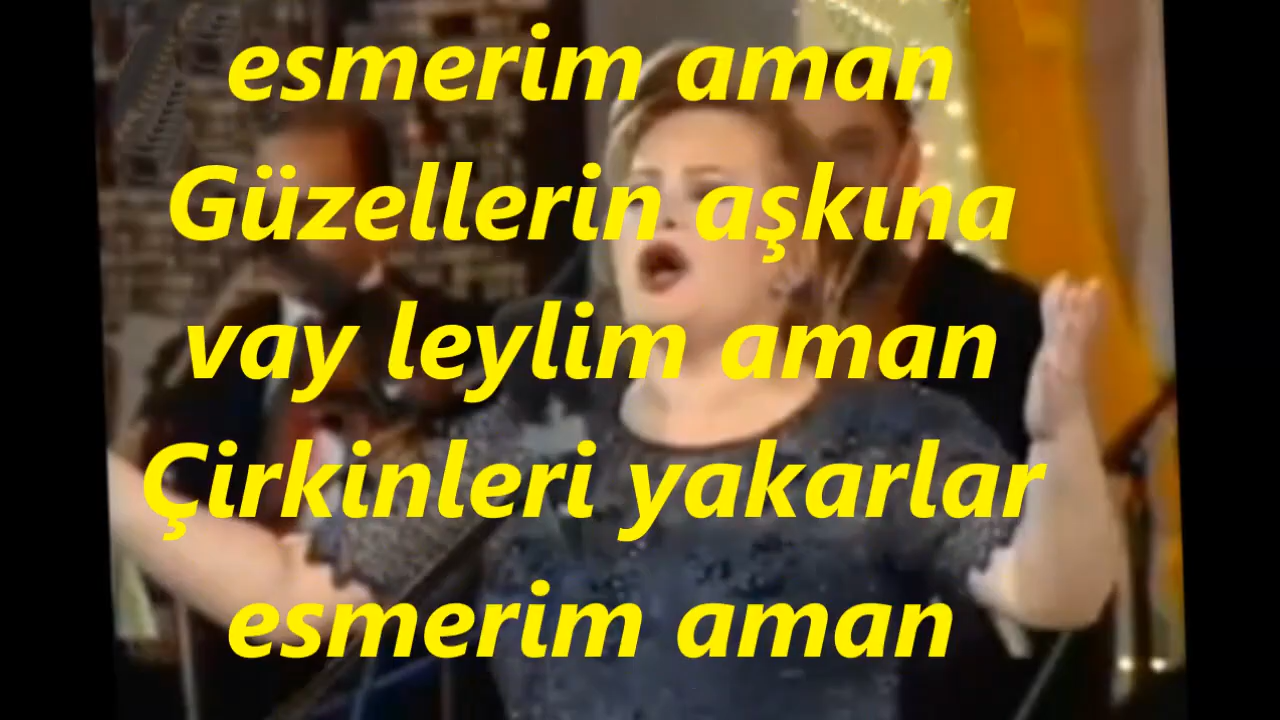 esmerim aman
Güzellerin aşkına
vay leylim aman
Çirkinleri yakarlar
esmerim aman